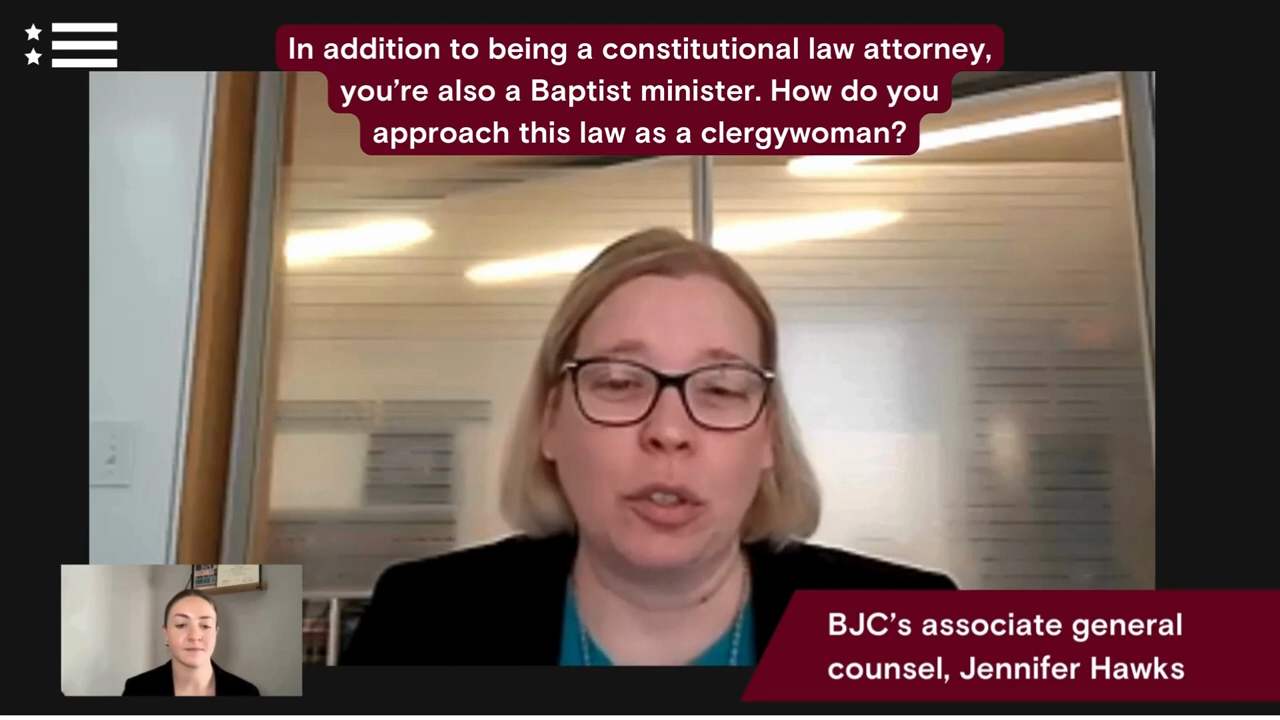 In addition to being a constitutional law attorney,
you’re also a Baptist minister. How do you
approach this law as a clergywoman?
BJC’s associate general
counsel, Jennifer Hawks